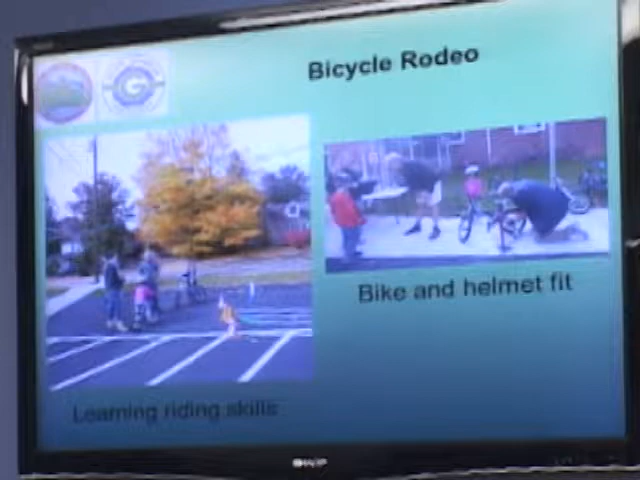 Bicycle Rodeo
G
Bike and helmet fit
Learning riding skills